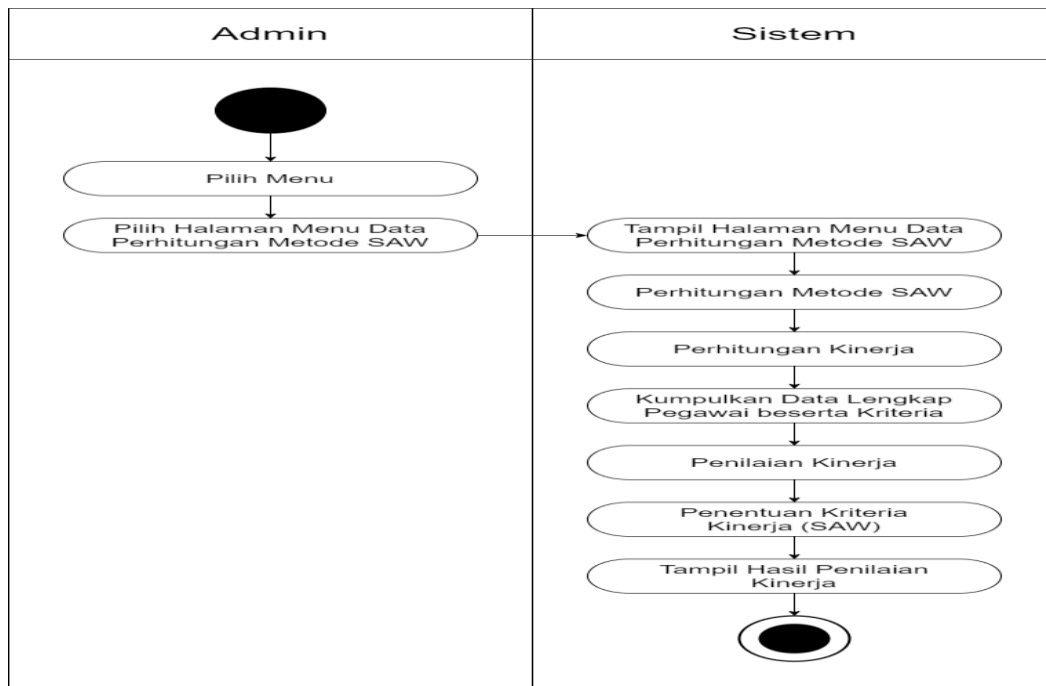 Admin
Sistem
Pilih Menu
Pilih Halaman Menu Data
Perhitungan Metode SAW
Tampil Halaman Menu Data
Perhitungan Metode SAW
Perhitungan Metode SAW
Perhitungan Kinerja
Kumpulkan Data Lengkap
Pegawai beserta Kriteria
Penilaian Kinerja
Penentuan Kriteria
Kinerja (SAW)
Tampil Hasil Penilaian
Kinerja